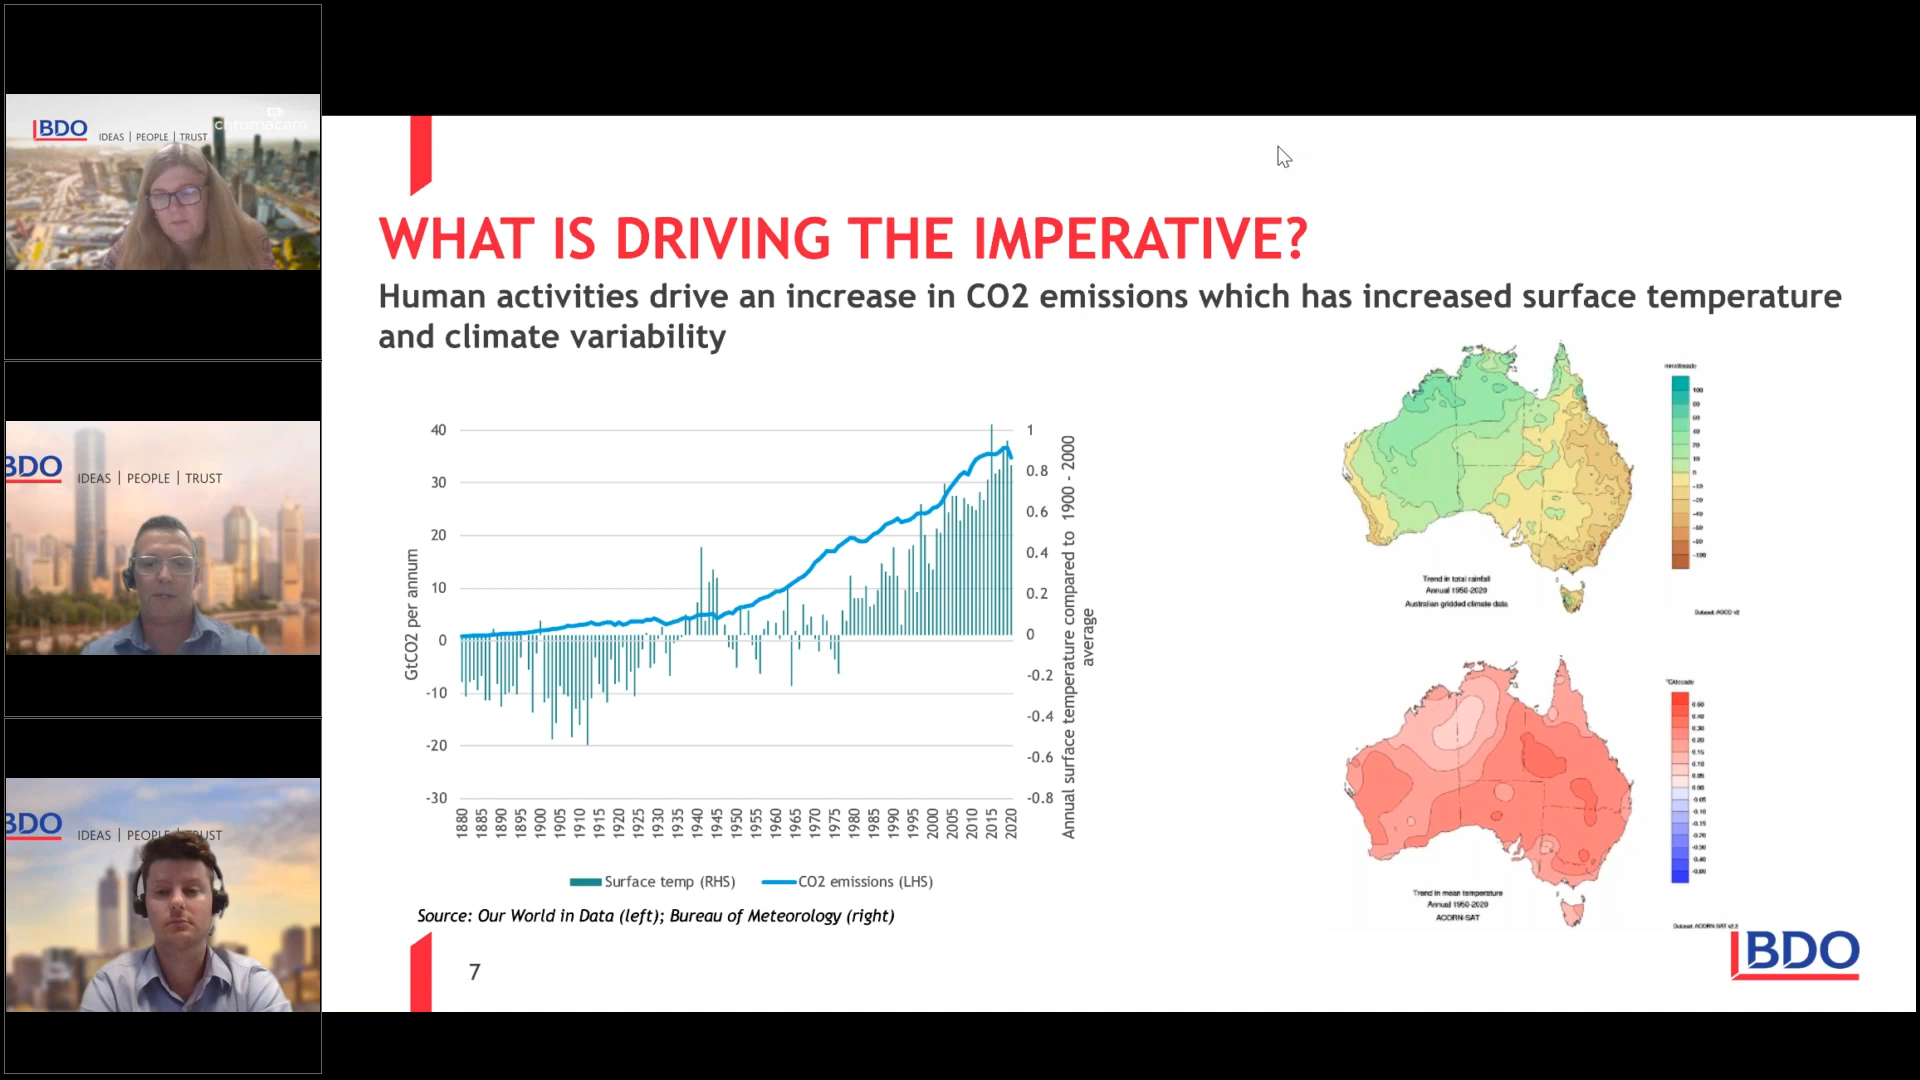 BDO IDEAS | PEOPLE | TRUST
chromacam
BDO IDEAS | PEOPLE | TRUST
BDO IDEAS | PEOPLE | TRUST
WHAT IS DRIVING THE IMPERATIVE?
Human activities drive an increase in CO2 emissions which has increased surface temperature
and climate variability
GtCO2 per annum
40
30
20
10
0
-10
-20
-30
1
0.8
0.6
0.4
0.2
0
-0.2
-0.4
-0.6
-0.8
Annual surface temperature compared to 1900 - 2000
average
1880 1885 1890 1895 1900 1905 1910 1915 1920 1925 1930 1935 1940 1945 1950 1955 1960 1965 1970 1975 1980 1985 1990 1995 2000 2005 2010 2015 2020
Surface temp (RHS) CO2 emissions (LHS)
Source: Our World in Data (left); Bureau of Meteorology (right)
7
Trend in total rainfall
Annual 1950-2020
Australian gridded climate data
Trend in mean temperature
Annual 1950-2020
ACORN-SAT
BDO